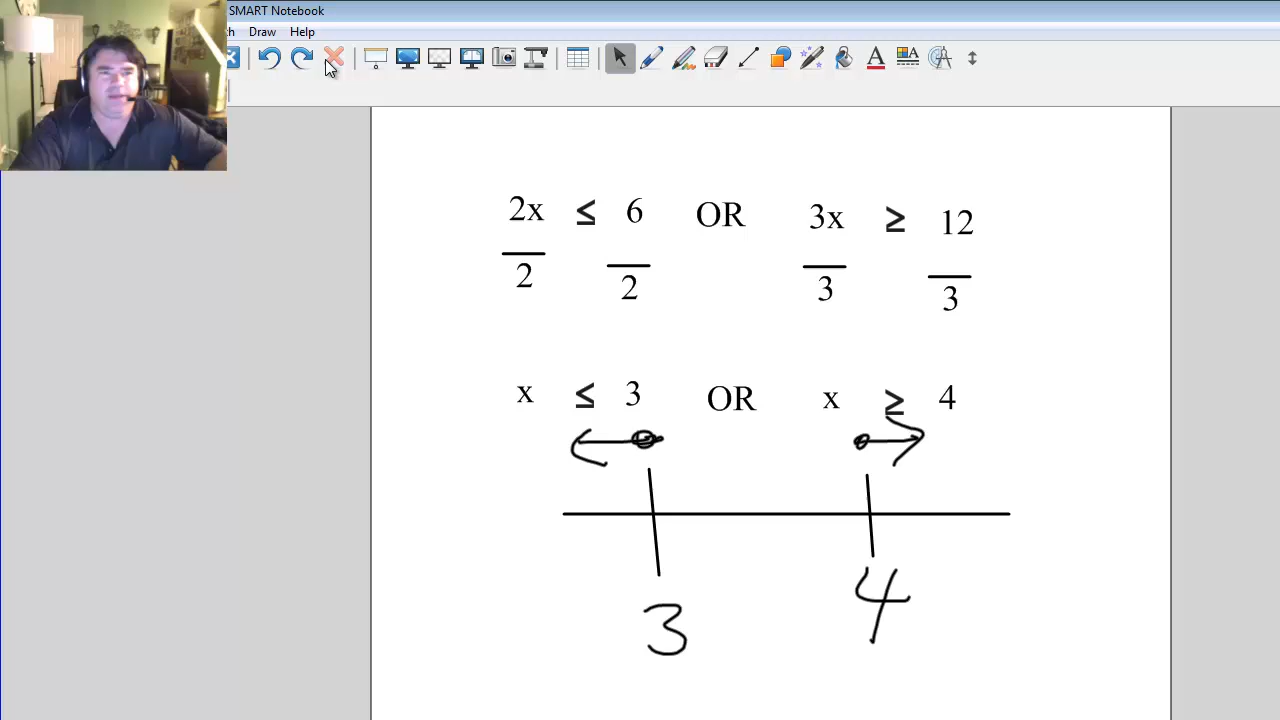 SMART Notebook
Draw Help
2x ≤ 6 OR 3x ≥ 12
2 2 3 3
x ≤ 3 OR x ≥ 4
3 4